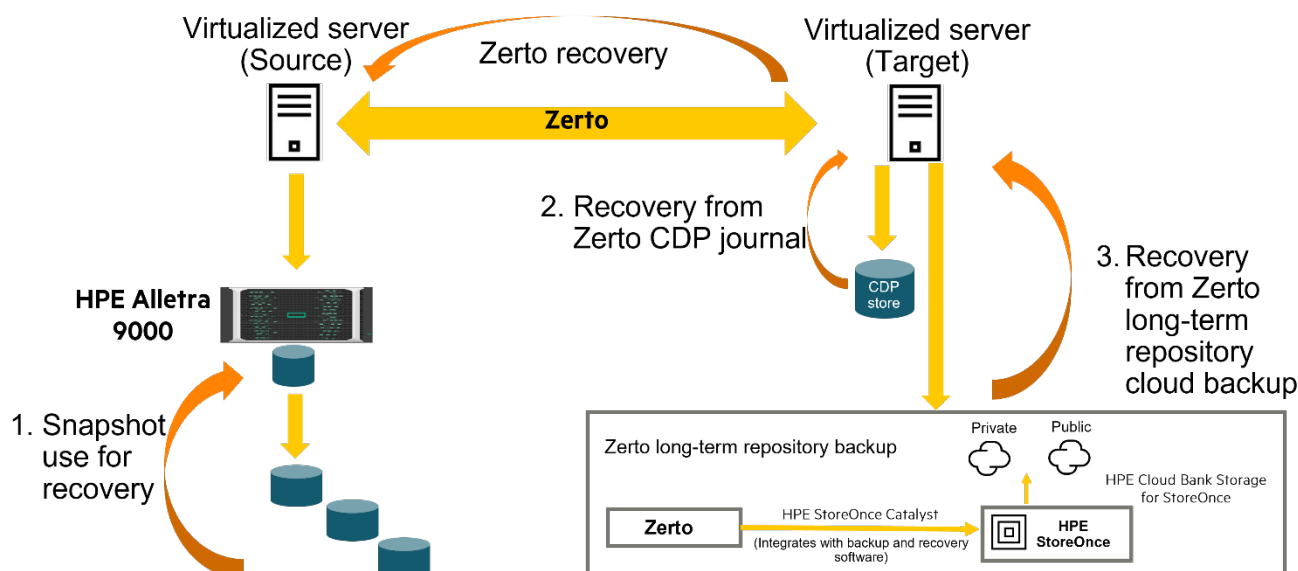 Virtualized server
(Source)
Zerto recovery
Virtualized server
(Target)
Zerto
2. Recovery from
Zerto CDP journal
CDP
store
3. Recovery
from Zerto
long-term
repository
cloud backup
HPE Alletra
9000
1. Snapshot
use for
recovery
Zerto long-term repository backup
Private
Public
HPE Cloud Bank Storage
for StoreOnce
Zerto
HPE StoreOnce Catalyst
(Integrates with backup and recovery
software)
HPE
StoreOnce